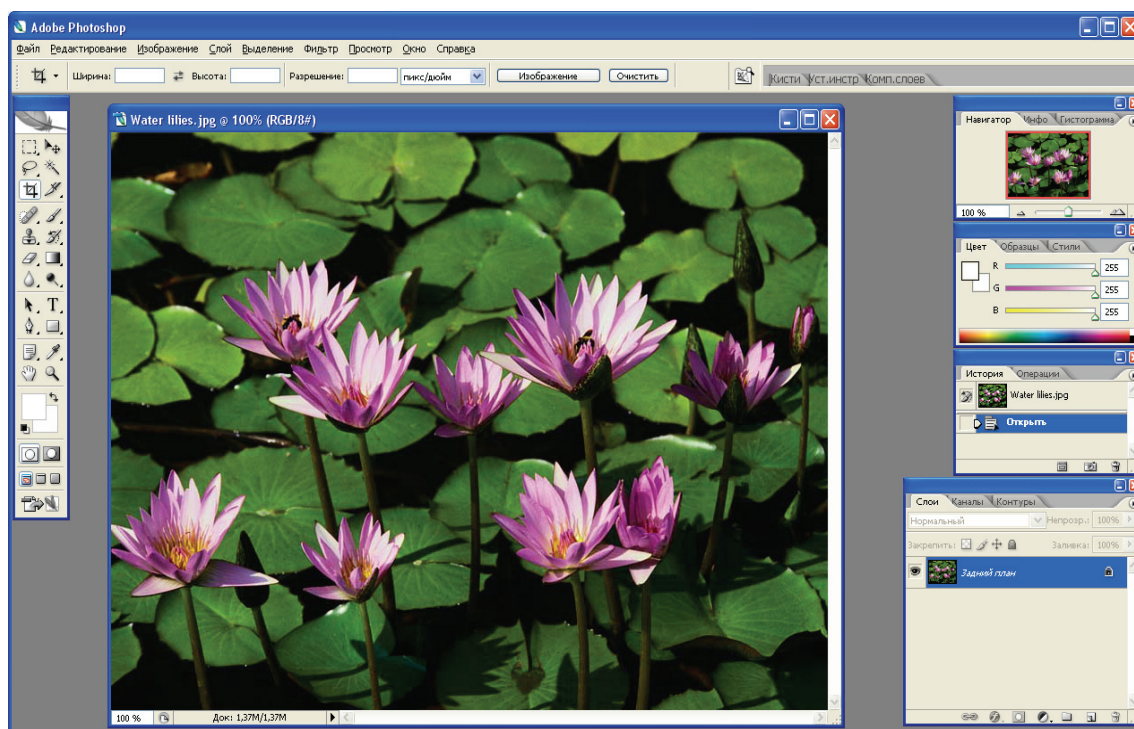 Adobe Photoshop
Файл Редактирование Изображение Слой Выделение Фильтр Просмотр Окно Справка
Ширина: Высота: Разрешение: пикс/дюйм Изображение Очистить Кисти Уст.инстр Комп.слоев
Water lilies.jpg @ 100% (RGB/8#)
Навигатор Инфо Гистограмма
100 %
Цвет Образцы Стили
R 255
G 255
B 255
История Операции
Water lilies.jpg
Открыть
Слои Каналы Контуры
Нормальный Непрозр.: 100%
Закрепить: Заливка: 100%
Задний план
100 % Док: 1,37M/1,37M